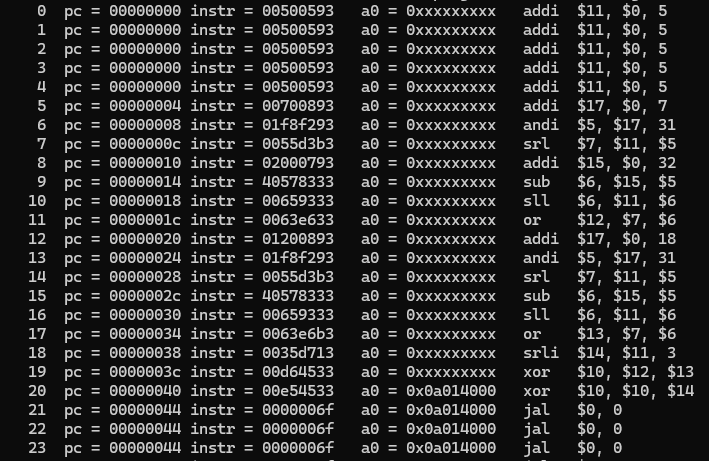 0 pc = 00000000 instr = 00500593 a0 = 0xxxxxxxxx addi $11, $0, 5
1 pc = 00000000 instr = 00500593 a0 = 0xxxxxxxxx addi $11, $0, 5
2 pc = 00000000 instr = 00500593 a0 = 0xxxxxxxxx addi $11, $0, 5
3 pc = 00000000 instr = 00500593 a0 = 0xxxxxxxxx addi $11, $0, 5
4 pc = 00000000 instr = 00500593 a0 = 0xxxxxxxxx addi $11, $0, 5
5 pc = 00000004 instr = 00700893 a0 = 0xxxxxxxxx addi $17, $0, 7
6 pc = 00000008 instr = 01f8f293 a0 = 0xxxxxxxxx andi $5, $17, 31
7 pc = 0000000c instr = 0055d3b3 a0 = 0xxxxxxxxx srl $7, $11, $5
8 pc = 00000010 instr = 02000793 a0 = 0xxxxxxxxx addi $15, $0, 32
9 pc = 00000014 instr = 40578333 a0 = 0xxxxxxxxx sub $6, $15, $5
10 pc = 00000018 instr = 00659333 a0 = 0xxxxxxxxx sll $6, $11, $6
11 pc = 0000001c instr = 0063e633 a0 = 0xxxxxxxxx or $12, $7, $6
12 pc = 00000020 instr = 01200893 a0 = 0xxxxxxxxx addi $17, $0, 18
13 pc = 00000024 instr = 01f8f293 a0 = 0xxxxxxxxx andi $5, $17, 31
14 pc = 00000028 instr = 0055d3b3 a0 = 0xxxxxxxxx srl $7, $11, $5
15 pc = 0000002c instr = 40578333 a0 = 0xxxxxxxxx sub $6, $15, $5
16 pc = 00000030 instr = 00659333 a0 = 0xxxxxxxxx sll $6, $11, $6
17 pc = 00000034 instr = 0063e6b3 a0 = 0xxxxxxxxx or $13, $7, $6
18 pc = 00000038 instr = 0035d713 a0 = 0xxxxxxxxx srli $14, $11, 3
19 pc = 0000003c instr = 00d64533 a0 = 0xxxxxxxxx xor $10, $12, $13
20 pc = 00000040 instr = 00e54533 a0 = 0x0a014000 xor $10, $10, $14
21 pc = 00000044 instr = 0000006f a0 = 0x0a014000 jal $0, 0
22 pc = 00000044 instr = 0000006f a0 = 0x0a014000 jal $0, 0
23 pc = 00000044 instr = 0000006f a0 = 0x0a014000 jal $0, 0